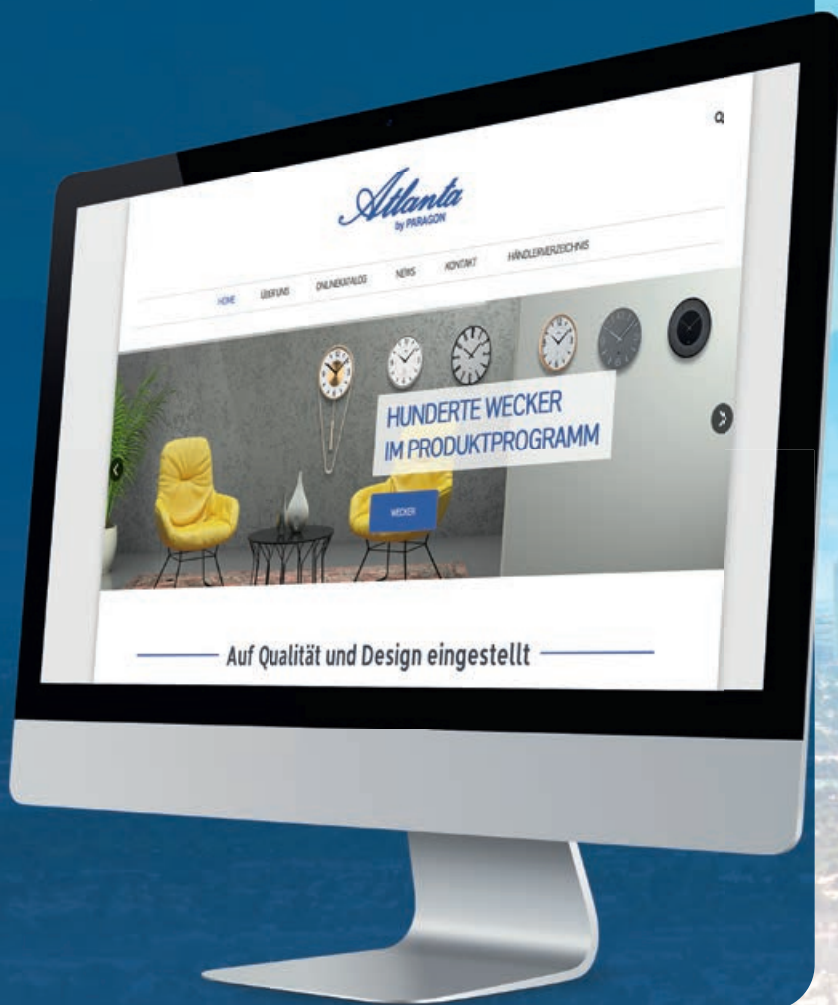 Atlanta
by PARAGON
HOME ÜBER UNS ONLINEKATALOG NEWS KONTAKT HÄNDLERVERZEICHNIS
HUNDERTE WECKER
IM PRODUKTPROGRAMM
WECKER
Auf Qualität und Design eingestellt